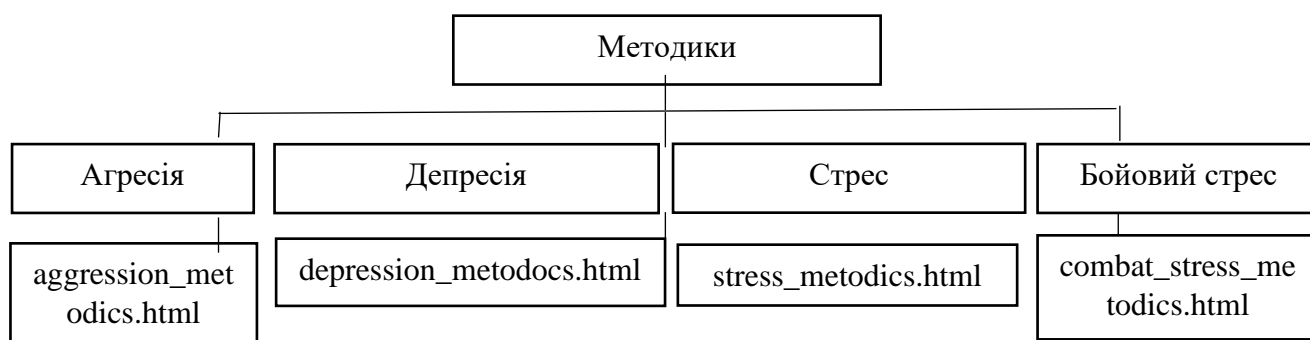 Методики
Агресія
Депресія
Стрес
Бойовий стрес
aggression_met
odics.html
depression_metodocs.html
stress_metodics.html
combat_stress_me
todics.html